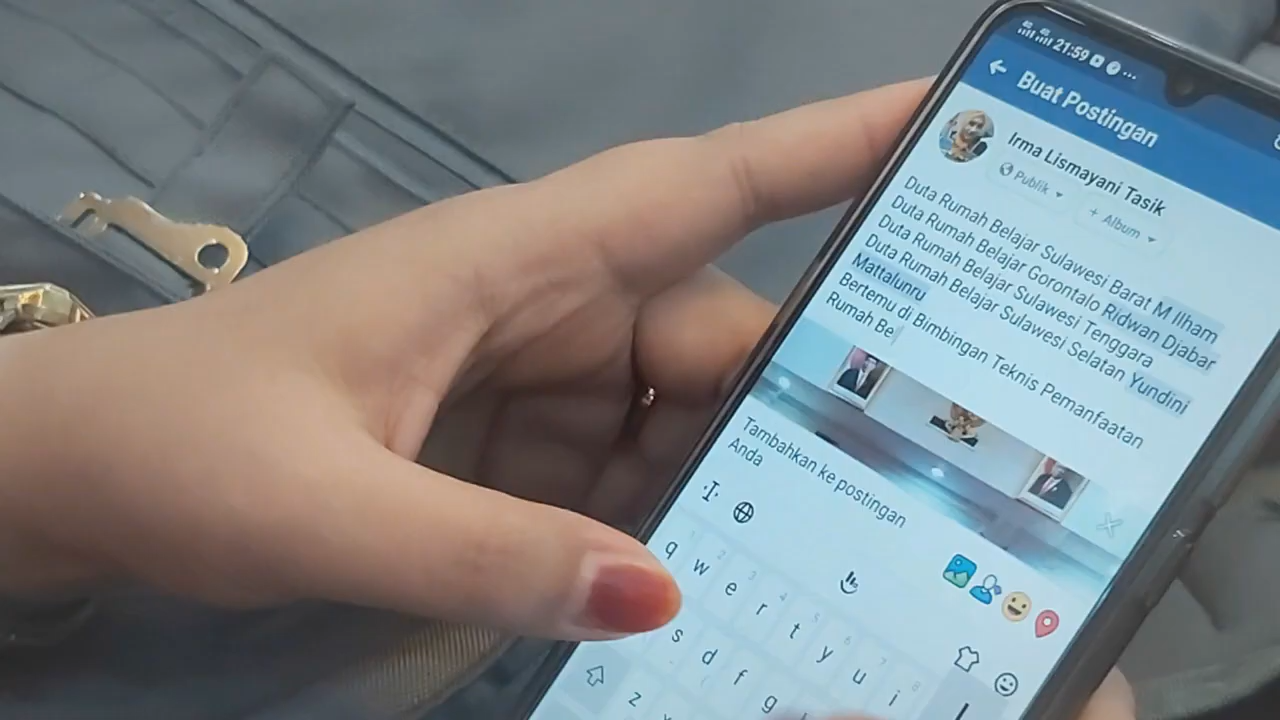 21:59
Buat Postingan
Irma Lismayani Tasik
Publik
+ Album
Duta Rumah Belajar Sulawesi Barat M Ilham
Duta Rumah Belajar Gorontalo Ridwan Djabar
Duta Rumah Belajar Sulawesi Tenggara
Duta Rumah Belajar Sulawesi Selatan Yundini
Mattalunru
Bertemu di Bimbingan Teknis Pemanfaatan
Rumah Be
Tambahkan ke postingan
Anda
q w e r t y u i
s d f g
z